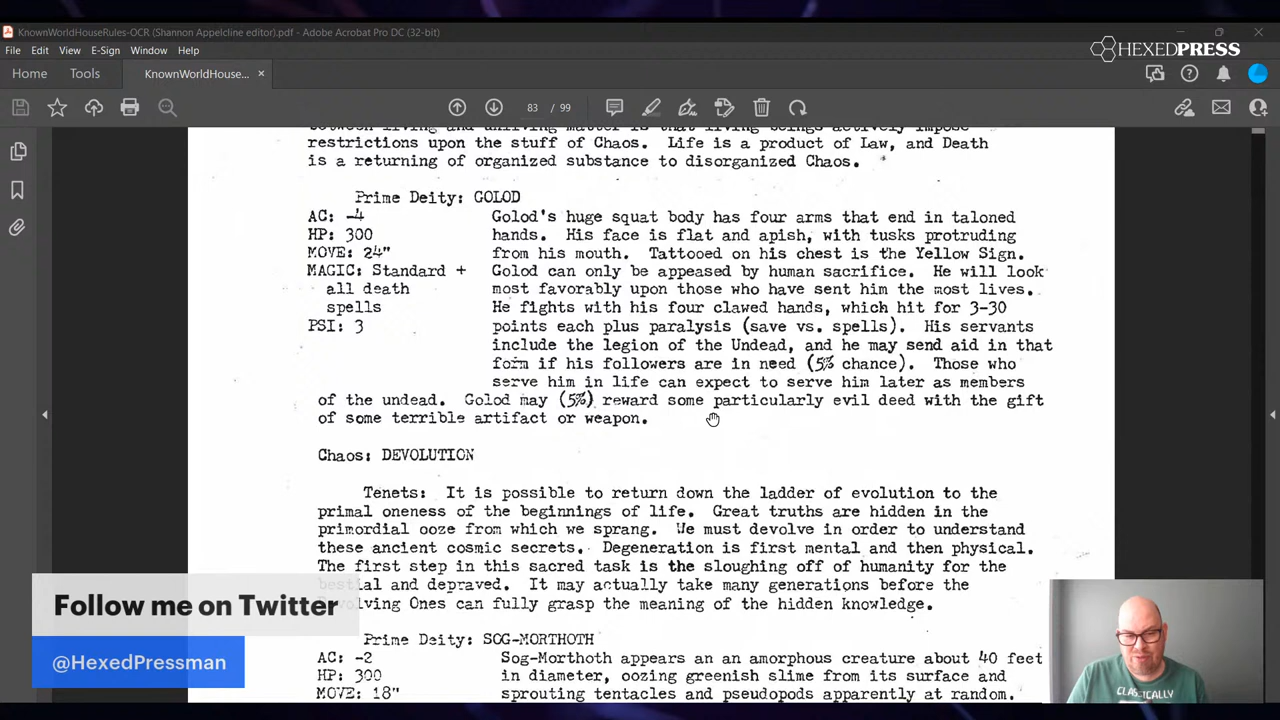 KnownWorldHouseRules-OCR (Shannon Appelcline editor).pdf - Adobe Acrobat Pro DC (32-bit)
File Edit View E-Sign Window Help
HEXEDPRESS
Home Tools KnownWorldHouse... ×
83 / 99
between living and unliving matter is that living beings actively impose
restrictions upon the stuff of Chaos. Life is a product of Law, and Death
is a returning of organized substance to disorganized Chaos.
Prime Deity: GOLOD
AC: -4 Golod's huge squat body has four arms that end in taloned
HP: 300 hands. His face is flat and apish, with tusks protruding
MOVE: 24" from his mouth. Tattooed on his chest is the Yellow Sign.
MAGIC: Standard + Golod can only be appeased by human sacrifice. He will look
all death most favorably upon those who have sent him the most lives.
spells He fights with his four clawed hands, which hit for 3-30
PSI: 3 points each plus paralysis (save vs. spells). His servants
include the legion of the Undead, and he may send aid in that
form if his followers are in need (5% chance). Those who
serve him in life can expect to serve him later as members
of the undead. Golod may (5%) reward some particularly evil deed with the gift
of some terrible artifact or weapon.
Chaos: DEVOLUTION
Tenets: It is possible to return down the ladder of evolution to the
primal oneness of the beginnings of life. Great truths are hidden in the
primordial ooze from which we sprang. We must devolve in order to understand
these ancient cosmic secrets. Degeneration is first mental and then physical.
The first step in this sacred task is the sloughing off of humanity for the
bestial and depraved. It may actually take many generations before the
Devolving Ones can fully grasp the meaning of the hidden knowledge.
Prime Deity: SOG-MORTHOTH
AC: -2 Sog-Morthoth appears an an amorphous creature about 40 feet
HP: 300 in diameter, oozing greenish slime from its surface and
MOVE: 18" sprouting tentacles and pseudopods apparently at random.
Follow me on Twitter
@HexedPressman
CLASSICALLY